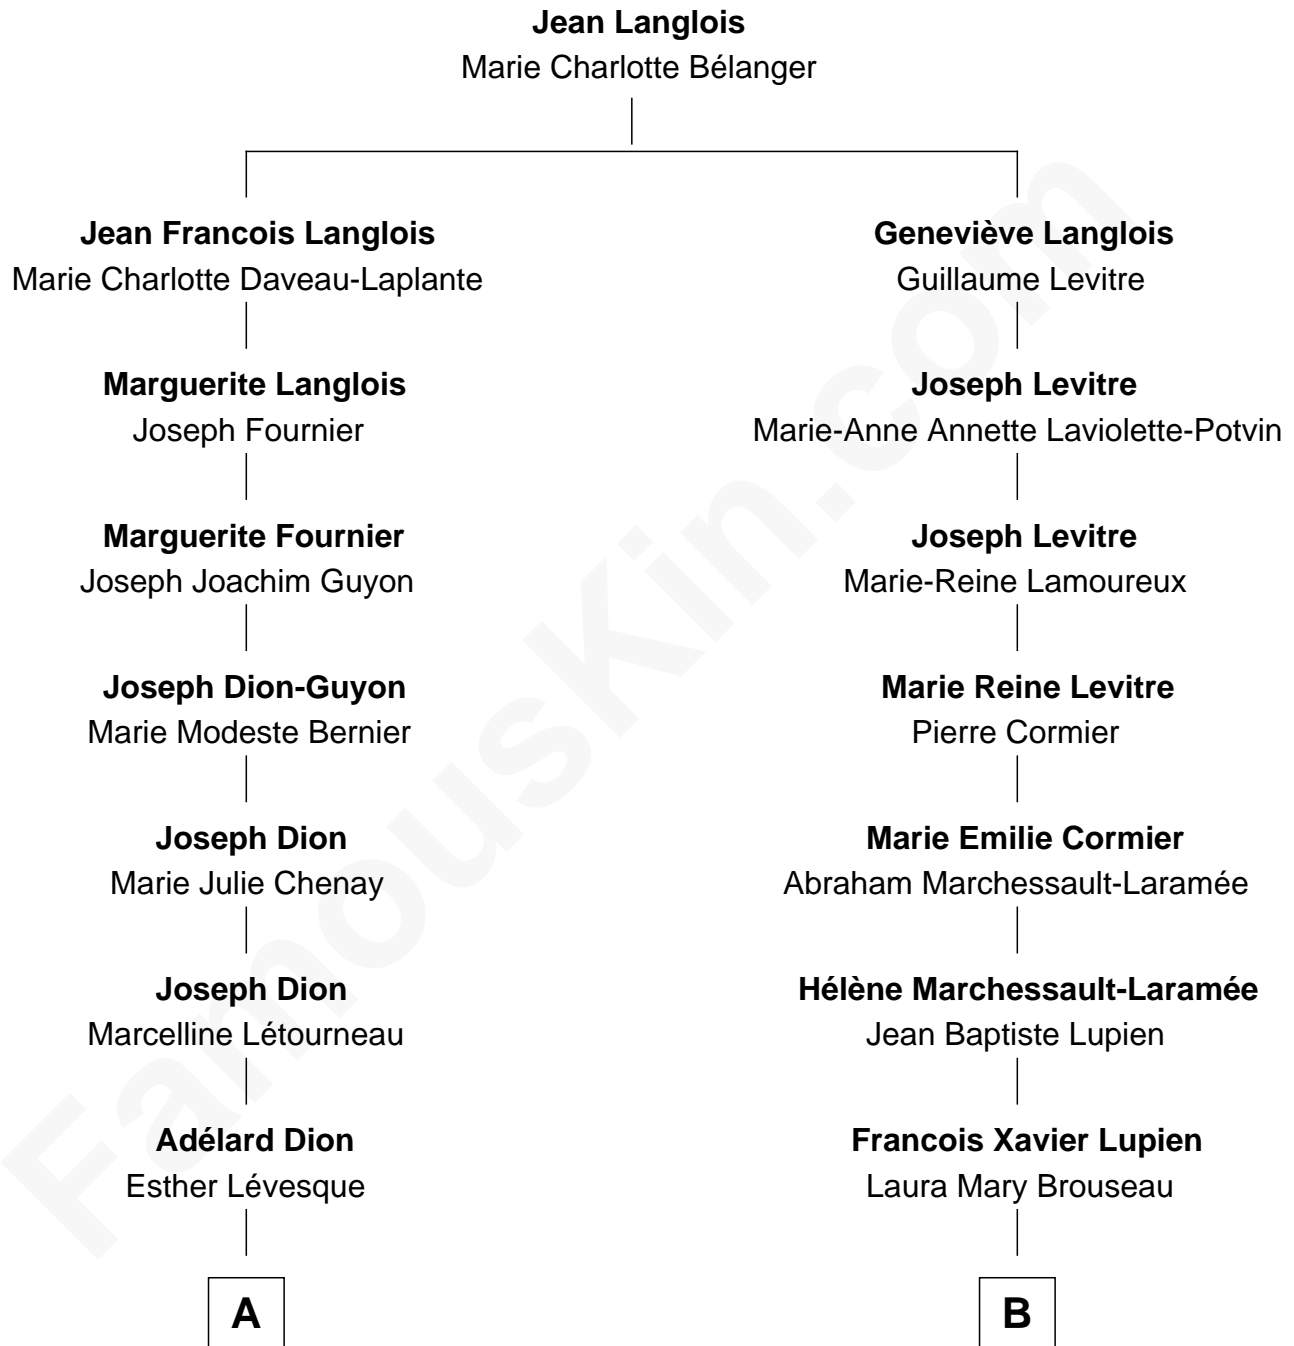 Jean Langlois
Marie Charlotte Bélanger
Jean Francois Langlois
Marie Charlotte Daveau-Laplante
Geneviève Langlois
Guillaume Levitre
Marguerite Langlois
Joseph Fournier
Joseph Levitre
Marie-Anne Annette Laviolette-Potvin
Marguerite Fournier
Joseph Joachim Guyon
Joseph Levitre
Marie-Reine Lamoureux
Joseph Dion-Guyon
Marie Modeste Bernier
Marie Reine Levitre
Pierre Cormier
Joseph Dion
Marie Julie Chenay
Marie Emilie Cormier
Abraham Marchessault-Laramée
Joseph Dion
Marcelline Létourneau
Hélène Marchessault-Laramée
Jean Baptiste Lupien
Adélard Dion
Esther Lévesque
Francois Xavier Lupien
Laura Mary Brouseau
A
B
FamousKin.com